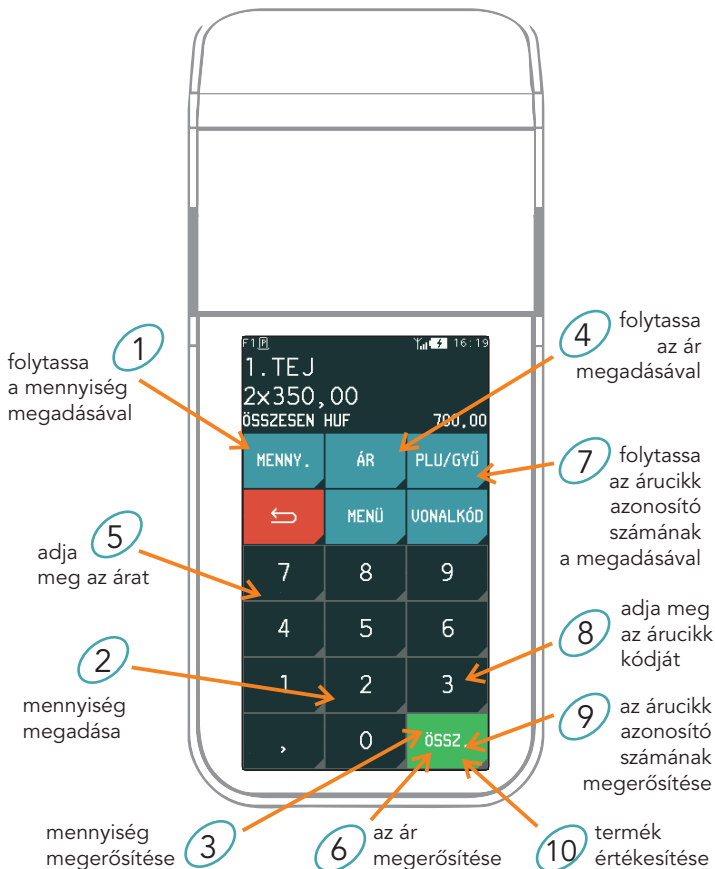 1
folytassa
a mennyiség
megadásával
4
folytassa
az ár
megadásával
F1 P 16:19
1.TEJ
2x350,00
ÖSSZESEN HUF 700,00
MENNY. ÁR PLU/GYŰ
MENÜ VONALKÓD
7 8 9
4 5 6
1 2 3
, 0 ÖSSZ.
7
folytassa
az árucikk
azonosító
számának
a megadásával
5
adja
meg az árat
8
adja meg
az árucikk
kódját
2
mennyiség
megadása
9
az árucikk
azonosító
számának
megerősítése
mennyiség
megerősítése
3
6
az ár
megerősítése
10
termék
értékesítése